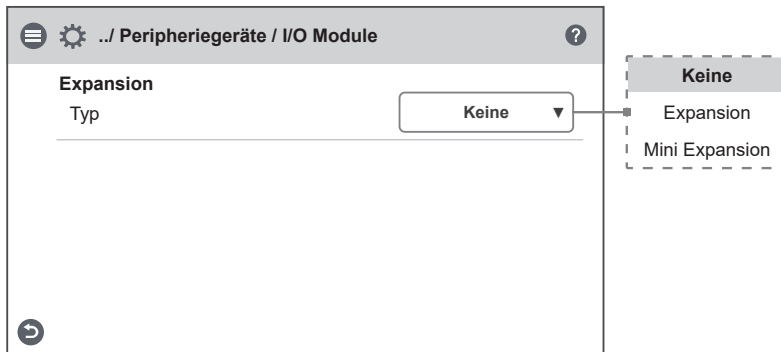 ../ Peripheriegeräte / I/O Module
?
Expansion
Typ
Keine ▼
Keine
Expansion
Mini Expansion